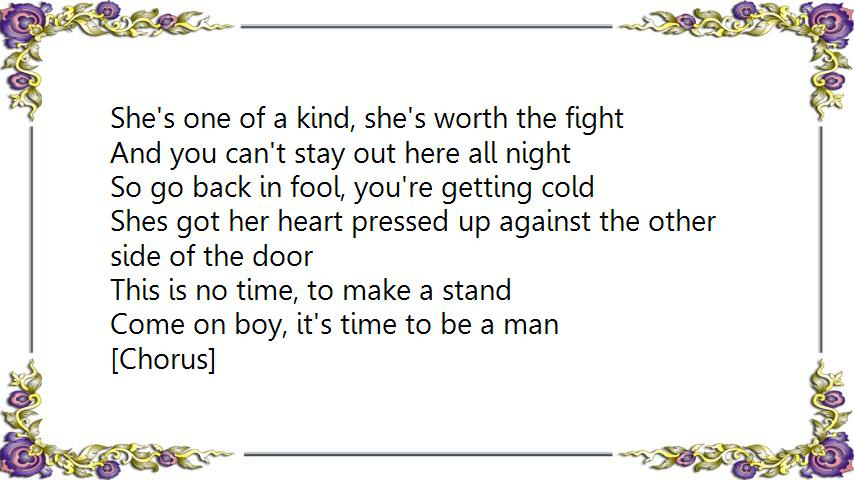 She's one of a kind, she's worth the fight
And you can't stay out here all night
So go back in fool, you're getting cold
Shes got her heart pressed up against the other
side of the door
This is no time, to make a stand
Come on boy, it's time to be a man
[Chorus]